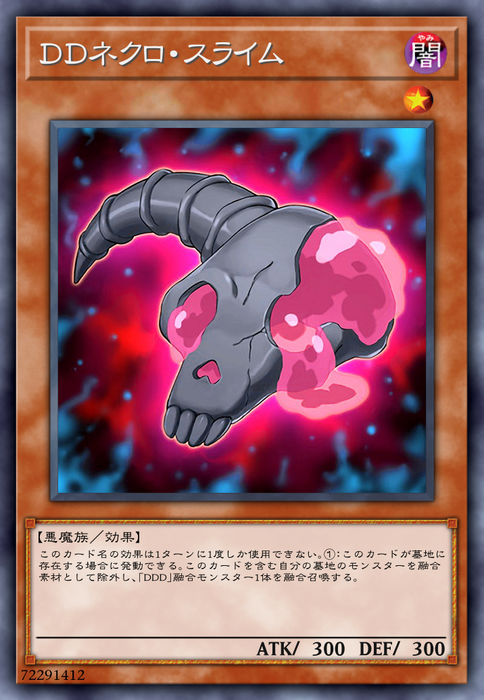 DDネクロ・スライム
やみ
闇
【悪魔族／効果】
このカード名の効果は1ターンに1度しか使用できない。①：このカードが墓地に
存在する場合に発動できる。このカードを含む自分の墓地のモンスターを融合
素材として除外し、「DDD」融合モンスター1体を融合召喚する。
ATK/ 300 DEF/ 300
72291412